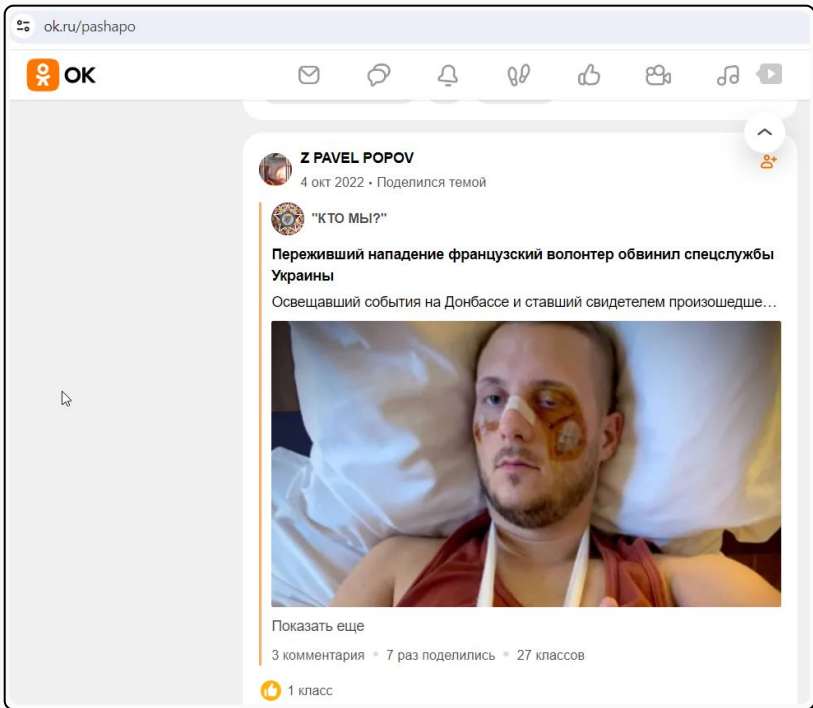 ok.ru/pashapo
OK
Z PAVEL POPOV
4 окт 2022 • Поделился темой
"КТО МЫ?"
Переживший нападение французский волонтер обвинил спецслужбы
Украины
Освещавший события на Донбассе и ставший свидетелем произошедше…
Показать еще
3 комментария • 7 раз поделились • 27 классов
1 класс